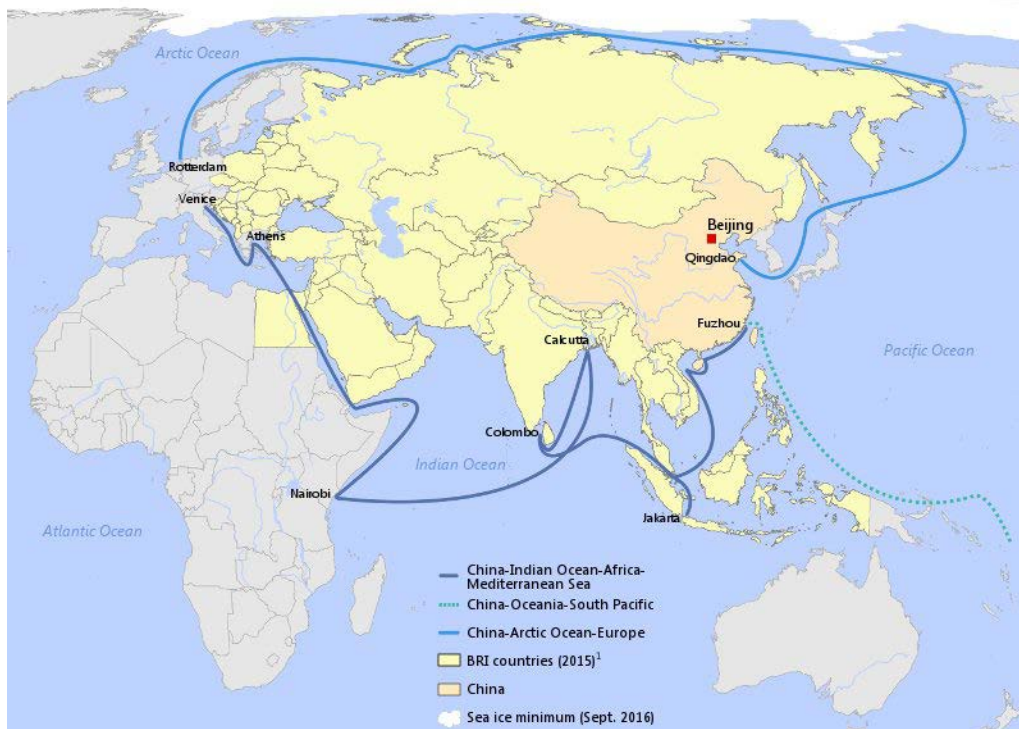 Arctic Ocean
Rotterdam
Venice
Athens
Beijing
Qingdao
Fuzhou
Calcutta
Pacific Ocean
Colombo
Indian Ocean
Nairobi
Jakarta
Atlantic Ocean
China-Indian Ocean-Africa-
Mediterranean Sea
China-Oceania-South Pacific
China-Arctic Ocean-Europe
BRI countries (2015)¹
China
Sea ice minimum (Sept. 2016)